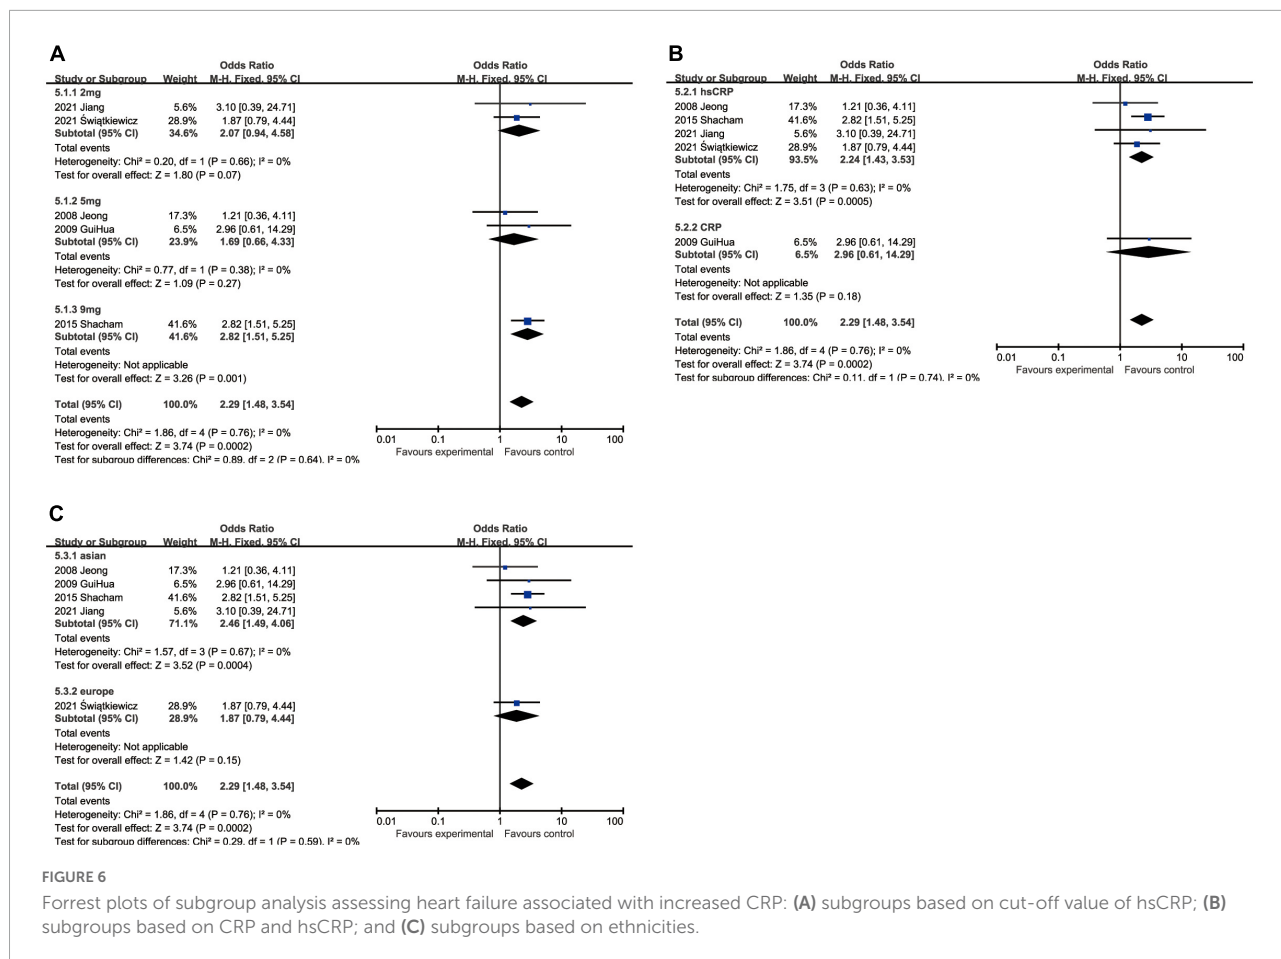 A
Odds Ratio Odds Ratio
Study or Subgroup Weight M-H. Fixed. 95% CI M-H. Fixed. 95% CI
5.1.1 2mg
2021 Jiang 5.6% 3.10 [0.39, 24.71]
2021 Świątkiewicz 28.9% 1.87 [0.79, 4.44]
Subtotal (95% CI) 34.6% 2.07 [0.94, 4.58]
Total events
Heterogeneity: Chi² = 0.20, df = 1 (P = 0.66); I² = 0%
Test for overall effect: Z = 1.80 (P = 0.07)
5.1.2 5mg
2008 Jeong 17.3% 1.21 [0.36, 4.11]
2009 GuiHua 6.5% 2.96 [0.61, 14.29]
Subtotal (95% CI) 23.9% 1.69 [0.66, 4.33]
Total events
Heterogeneity: Chi² = 0.77, df = 1 (P = 0.38); I² = 0%
Test for overall effect: Z = 1.09 (P = 0.27)
5.1.3 9mg
2015 Shacham 41.6% 2.82 [1.51, 5.25]
Subtotal (95% CI) 41.6% 2.82 [1.51, 5.25]
Total events
Heterogeneity: Not applicable
Test for overall effect: Z = 3.26 (P = 0.001)
Total (95% CI) 100.0% 2.29 [1.48, 3.54]
Total events
Heterogeneity: Chi² = 1.86, df = 4 (P = 0.76); I² = 0%
Test for overall effect: Z = 3.74 (P = 0.0002)
Test for subgroup differences: Chi² = 0.89. df = 2 (P = 0.64). I² = 0%
0.01 0.1 1 10 100
Favours experimental Favours control
B
Odds Ratio Odds Ratio
Study or Subgroup Weight M-H. Fixed. 95% CI M-H. Fixed. 95% CI
5.2.1 hsCRP
2008 Jeong 17.3% 1.21 [0.36, 4.11]
2015 Shacham 41.6% 2.82 [1.51, 5.25]
2021 Jiang 5.6% 3.10 [0.39, 24.71]
2021 Świątkiewicz 28.9% 1.87 [0.79, 4.44]
Subtotal (95% CI) 93.5% 2.24 [1.43, 3.53]
Total events
Heterogeneity: Chi² = 1.75, df = 3 (P = 0.63); I² = 0%
Test for overall effect: Z = 3.51 (P = 0.0005)
5.2.2 CRP
2009 GuiHua 6.5% 2.96 [0.61, 14.29]
Subtotal (95% CI) 6.5% 2.96 [0.61, 14.29]
Total events
Heterogeneity: Not applicable
Test for overall effect: Z = 1.35 (P = 0.18)
Total (95% CI) 100.0% 2.29 [1.48, 3.54]
Total events
Heterogeneity: Chi² = 1.86, df = 4 (P = 0.76); I² = 0%
Test for overall effect: Z = 3.74 (P = 0.0002)
Test for subgroup differences: Chi² = 0.11. df = 1 (P = 0.74). I² = 0%
0.01 0.1 1 10 100
Favours experimental Favours control
C
Odds Ratio Odds Ratio
Study or Subgroup Weight M-H. Fixed. 95% CI M-H. Fixed. 95% CI
5.3.1 asian
2008 Jeong 17.3% 1.21 [0.36, 4.11]
2009 GuiHua 6.5% 2.96 [0.61, 14.29]
2015 Shacham 41.6% 2.82 [1.51, 5.25]
2021 Jiang 5.6% 3.10 [0.39, 24.71]
Subtotal (95% CI) 71.1% 2.46 [1.49, 4.06]
Total events
Heterogeneity: Chi² = 1.57, df = 3 (P = 0.67); I² = 0%
Test for overall effect: Z = 3.52 (P = 0.0004)
5.3.2 europe
2021 Świątkiewicz 28.9% 1.87 [0.79, 4.44]
Subtotal (95% CI) 28.9% 1.87 [0.79, 4.44]
Total events
Heterogeneity: Not applicable
Test for overall effect: Z = 1.42 (P = 0.15)
Total (95% CI) 100.0% 2.29 [1.48, 3.54]
Total events
Heterogeneity: Chi² = 1.86, df = 4 (P = 0.76); I² = 0%
Test for overall effect: Z = 3.74 (P = 0.0002)
Test for subgroup differences: Chi² = 0.29. df = 1 (P = 0.59). I² = 0%
0.01 0.1 1 10 100
Favours experimental Favours control
FIGURE 6
Forrest plots of subgroup analysis assessing heart failure associated with increased CRP: (A) subgroups based on cut-off value of hsCRP; (B)
subgroups based on CRP and hsCRP; and (C) subgroups based on ethnicities.